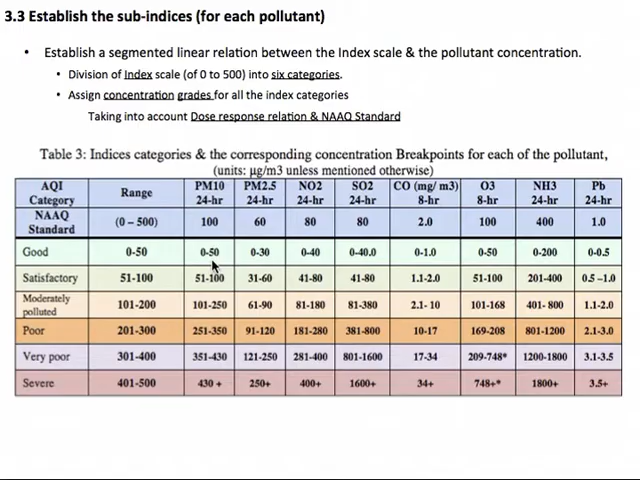 3.3 Establish the sub-indices (for each pollutant)
• Establish a segmented linear relation between the Index scale & the pollutant concentration.
• Division of Index scale (of 0 to 500) into six categories.
• Assign concentration grades for all the index categories
Taking into account Dose response relation & NAAQ Standard
Table 3: Indices categories & the corresponding concentration Breakpoints for each of the pollutant,
(units: µg/m3 unless mentioned otherwise)
AQI Category Range PM10 24-hr PM2.5 24-hr NO2 24-hr SO2 24-hr CO (mg/ m3) 8-hr O3 8-hr NH3 24-hr Pb 24-hr
NAAQ Standard (0 – 500) 100 60 80 80 2.0 100 400 1.0
Good 0-50 0-50 0-30 0-40 0-40.0 0-1.0 0-50 0-200 0-0.5
Satisfactory 51-100 51-100 31-60 41-80 41-80 1.1-2.0 51-100 201-400 0.5 –1.0
Moderately polluted 101-200 101-250 61-90 81-180 81-380 2.1- 10 101-168 401- 800 1.1-2.0
Poor 201-300 251-350 91-120 181-280 381-800 10-17 169-208 801-1200 2.1-3.0
Very poor 301-400 351-430 121-250 281-400 801-1600 17-34 209-748* 1200-1800 3.1-3.5
Severe 401-500 430 + 250+ 400+ 1600+ 34+ 748+* 1800+ 3.5+